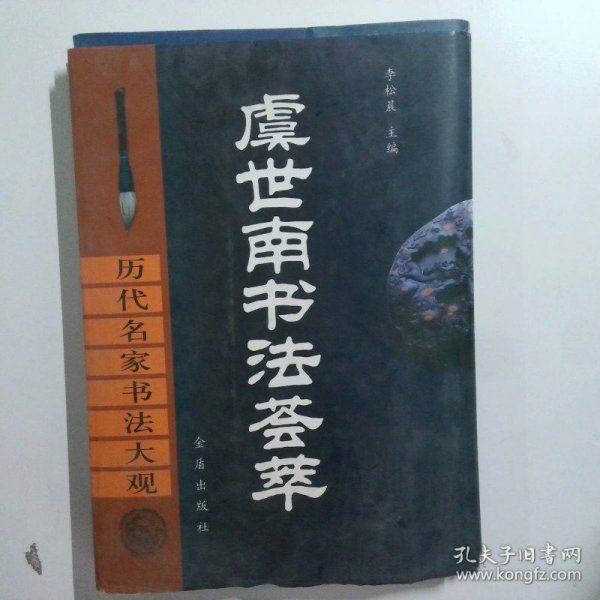 李松晨 主编
虞世南书法荟萃
金盾出版社
历代名家书法大观
孔夫子旧书网
www.kongfz.com